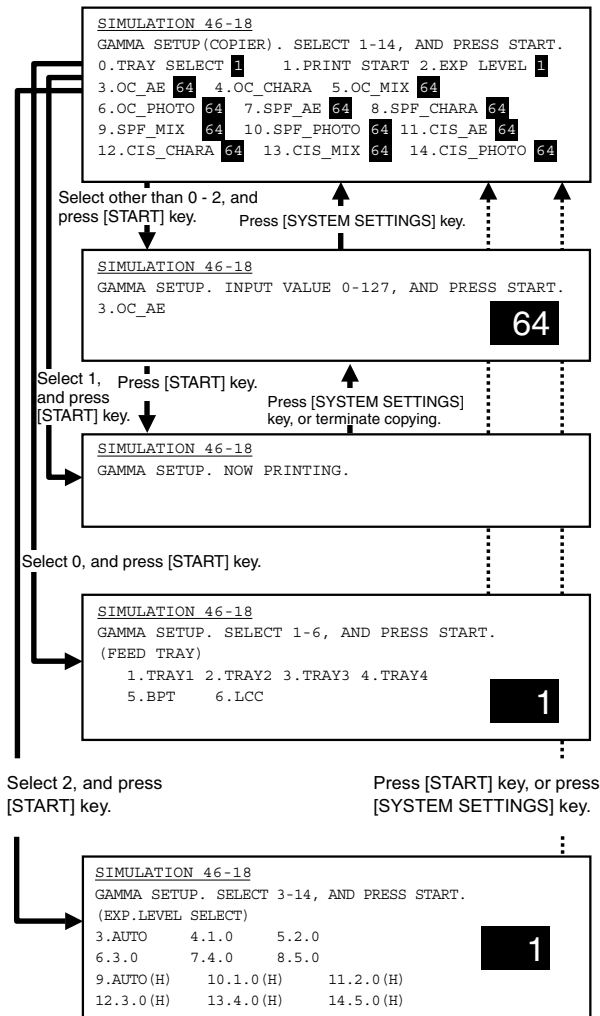 SIMULATION 46-18
GAMMA SETUP(COPIER). SELECT 1-14, AND PRESS START.
0.TRAY SELECT 1 1.PRINT START 2.EXP LEVEL 1
3.OC_AE 64 4.OC_CHARA 5.OC_MIX 64
6.OC_PHOTO 64 7.SPF_AE 64 8.SPF_CHARA 64
9.SPF_MIX 64 10.SPF_PHOTO 64 11.CIS_AE 64
12.CIS_CHARA 64 13.CIS_MIX 64 14.CIS_PHOTO 64
Select other than 0 - 2, and
press [START] key.
Press [SYSTEM SETTINGS] key.
SIMULATION 46-18
GAMMA SETUP. INPUT VALUE 0-127, AND PRESS START.
3.OC_AE
64
Select 1,
and press
[START] key.
Press [START] key.
Press [SYSTEM SETTINGS]
key, or terminate copying.
SIMULATION 46-18
GAMMA SETUP. NOW PRINTING.
Select 0, and press [START] key.
SIMULATION 46-18
GAMMA SETUP. SELECT 1-6, AND PRESS START.
(FEED TRAY)
1.TRAY1 2.TRAY2 3.TRAY3 4.TRAY4
5.BPT 6.LCC
1
Select 2, and press
[START] key.
Press [START] key, or press
[SYSTEM SETTINGS] key.
SIMULATION 46-18
GAMMA SETUP. SELECT 3-14, AND PRESS START.
(EXP.LEVEL SELECT)
3.AUTO 4.1.0 5.2.0
6.3.0 7.4.0 8.5.0
9.AUTO(H) 10.1.0(H) 11.2.0(H)
12.3.0(H) 13.4.0(H) 14.5.0(H)
1